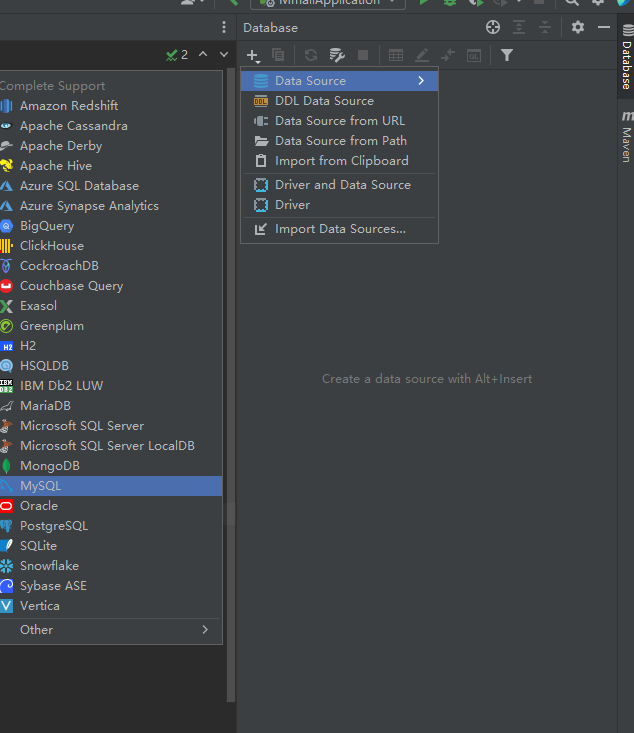 MmallApplication
Database
2
Data Source
DDL Data Source
Data Source from URL
Data Source from Path
Import from Clipboard
Driver and Data Source
Driver
Import Data Sources...
Complete Support
Amazon Redshift
Apache Cassandra
Apache Derby
Apache Hive
Azure SQL Database
Azure Synapse Analytics
BigQuery
ClickHouse
CockroachDB
Couchbase Query
Exasol
Greenplum
H2
HSQLDB
IBM Db2 LUW
MariaDB
Microsoft SQL Server
Microsoft SQL Server LocalDB
MongoDB
MySQL
Oracle
PostgreSQL
SQLite
Snowflake
Sybase ASE
Vertica
Other
Create a data source with Alt+Insert
Database
Maven